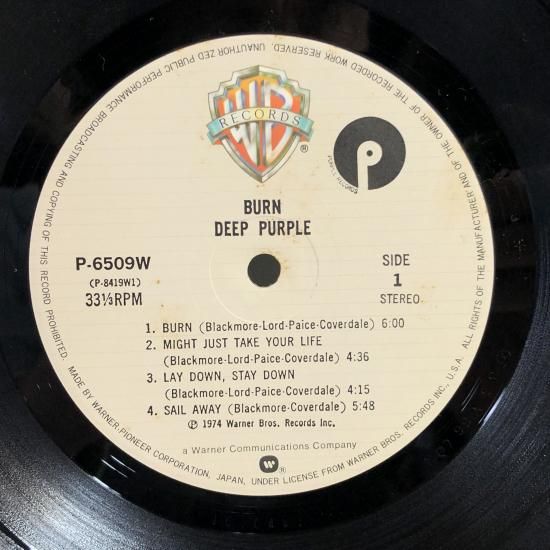 WB
RECORDS
®
P
PURPLE RECORDS
BURN
DEEP PURPLE
P-6509W
(P-8419W1)
33⅓RPM
SIDE
1
STEREO
1. BURN (Blackmore-Lord-Paice-Coverdale) 6:00
2. MIGHT JUST TAKE YOUR LIFE
(Blackmore-Lord-Paice-Coverdale) 4:36
3. LAY DOWN, STAY DOWN
(Blackmore-Lord-Paice-Coverdale) 4:15
4. SAIL AWAY (Blackmore-Coverdale) 5:48
℗ 1974 Warner Bros. Records Inc.
a Warner Communications Company
®
MADE BY WARNER-PIONEER CORPORATION, JAPAN, UNDER LICENSE FROM WARNER BROS. RECORDS INC., U.S.A. ALL RIGHTS OF THE MANUFACTURER AND OF THE OWNER OF THE RECORDED WORK RESERVED. UNAUTHORIZED PUBLIC PERFORMANCE BROADCASTING AND COPYING OF THIS RECORD PROHIBITED.